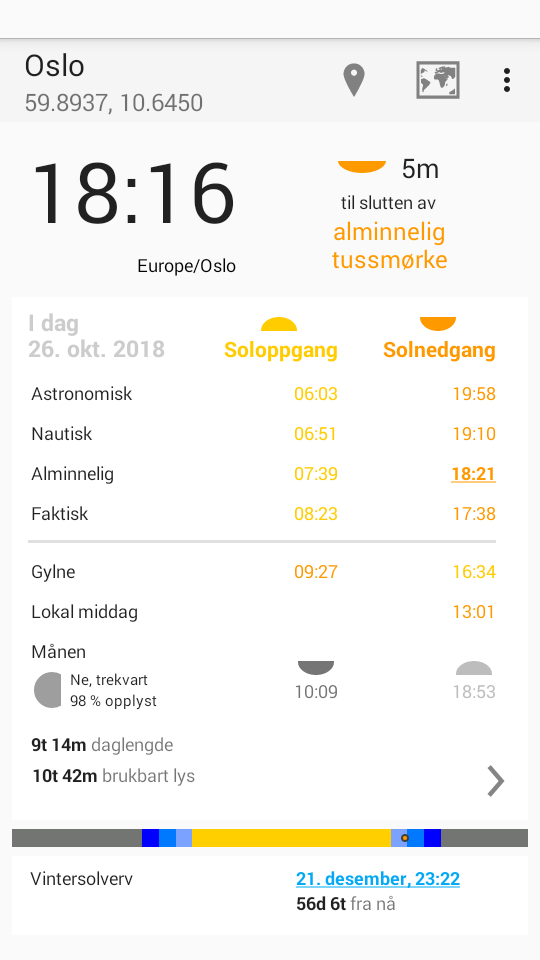 Oslo
59.8937, 10.6450
18:16
5m
til slutten av
alminnelig
tussmørke
Europe/Oslo
I dag
26. okt. 2018
Soloppgang
Solnedgang
Astronomisk 06:03 19:58
Nautisk 06:51 19:10
Alminnelig 07:39 18:21
Faktisk 08:23 17:38
Gylne 09:27 16:34
Lokal middag 13:01
Månen
Ne, trekvart
98 % opplyst
10:09 18:53
9t 14m daglengde
10t 42m brukbart lys
Vintersolverv 21. desember, 23:22
56d 6t fra nå